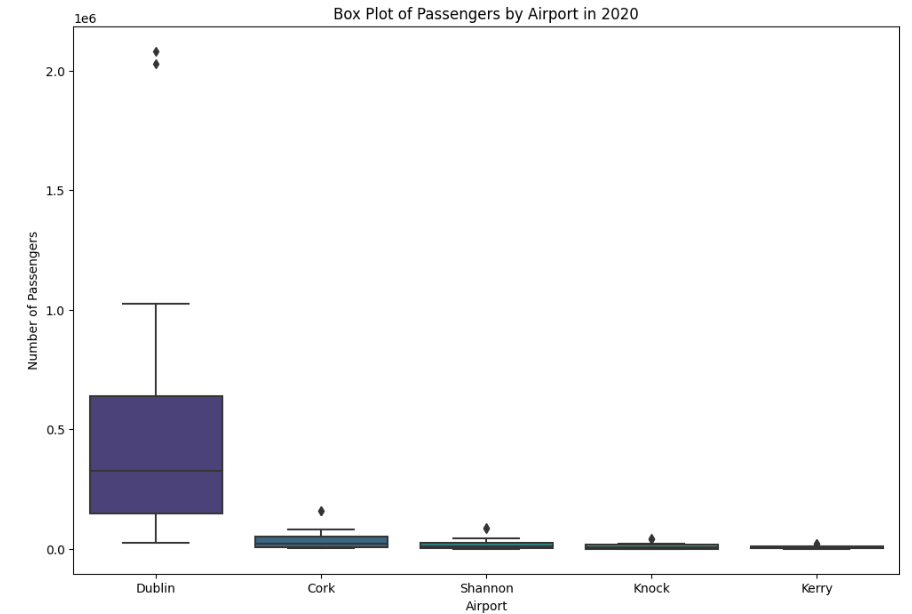 Box Plot of Passengers by Airport in 2020
1e6
2.0
1.5
1.0
0.5
0.0
Number of Passengers
Dublin Cork Shannon Knock Kerry
Airport